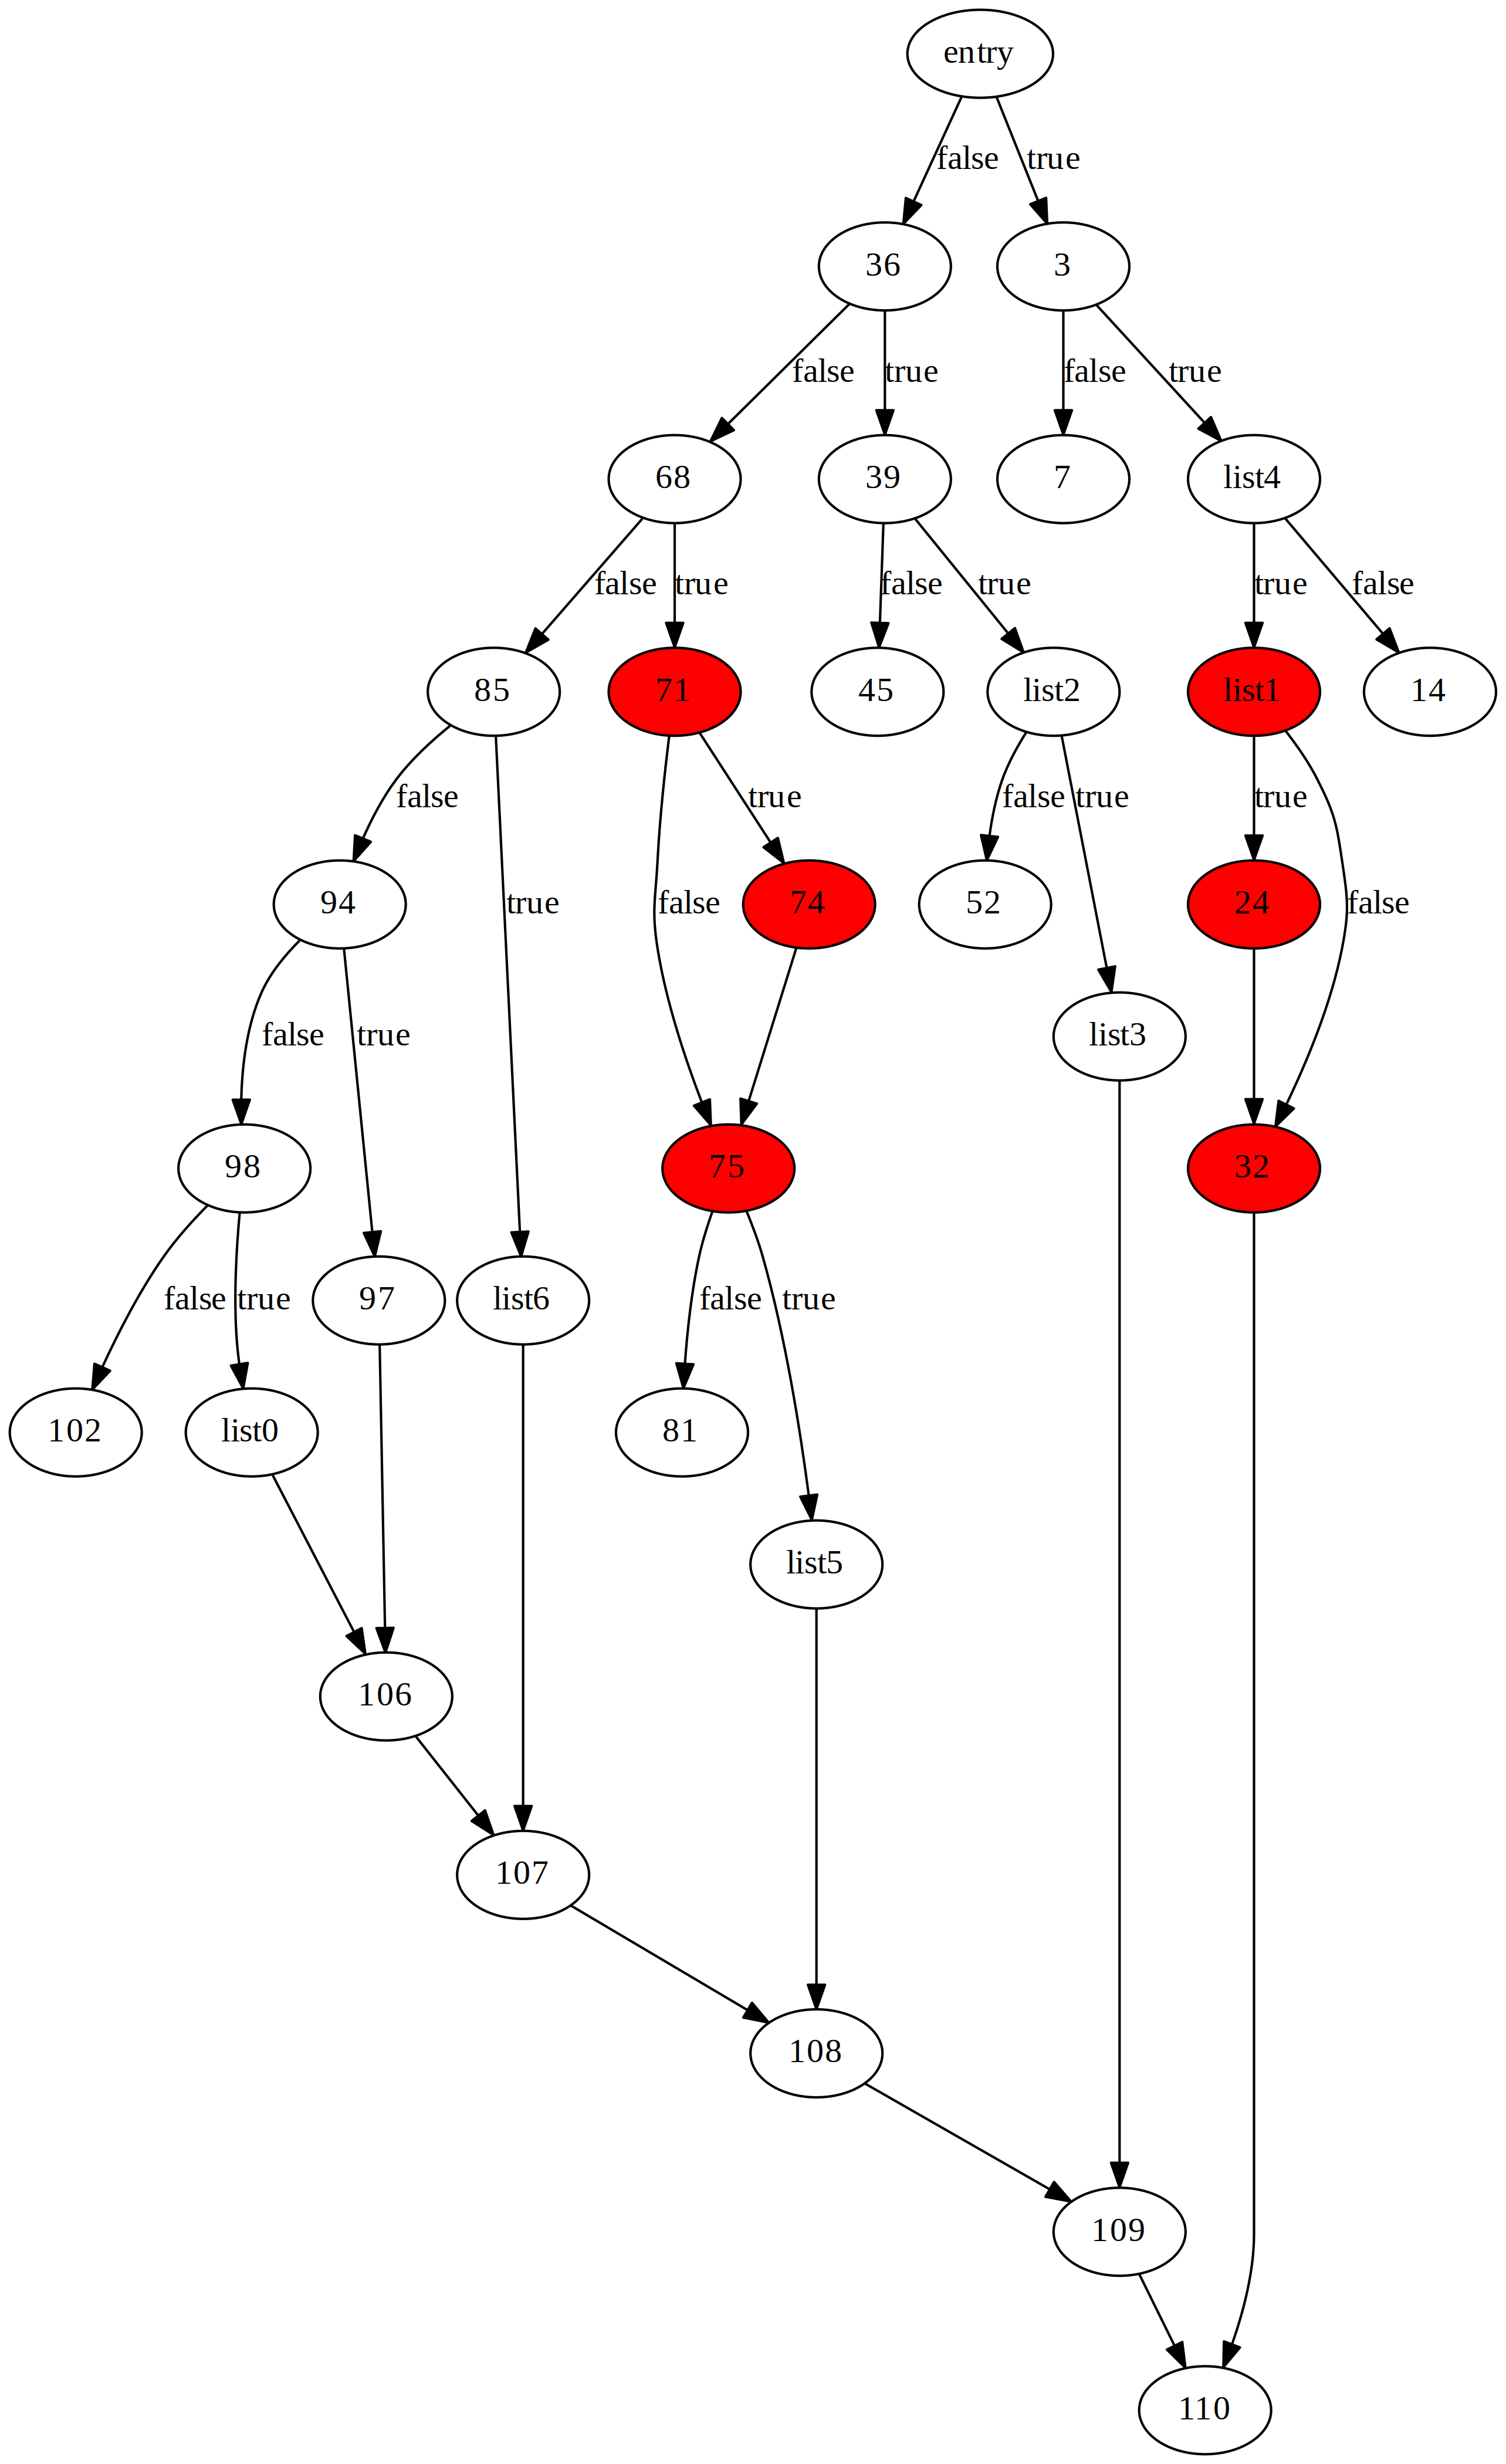 entry
false
true
36
3
false
true
false
true
68
39
7
list4
false
true
false
true
true
false
85
71
45
list2
list1
14
false
true
false
true
true
94
true
false
74
52
24
false
list3
false
true
98
75
32
false
true
97
list6
false
true
102
list0
81
list5
106
107
108
109
110